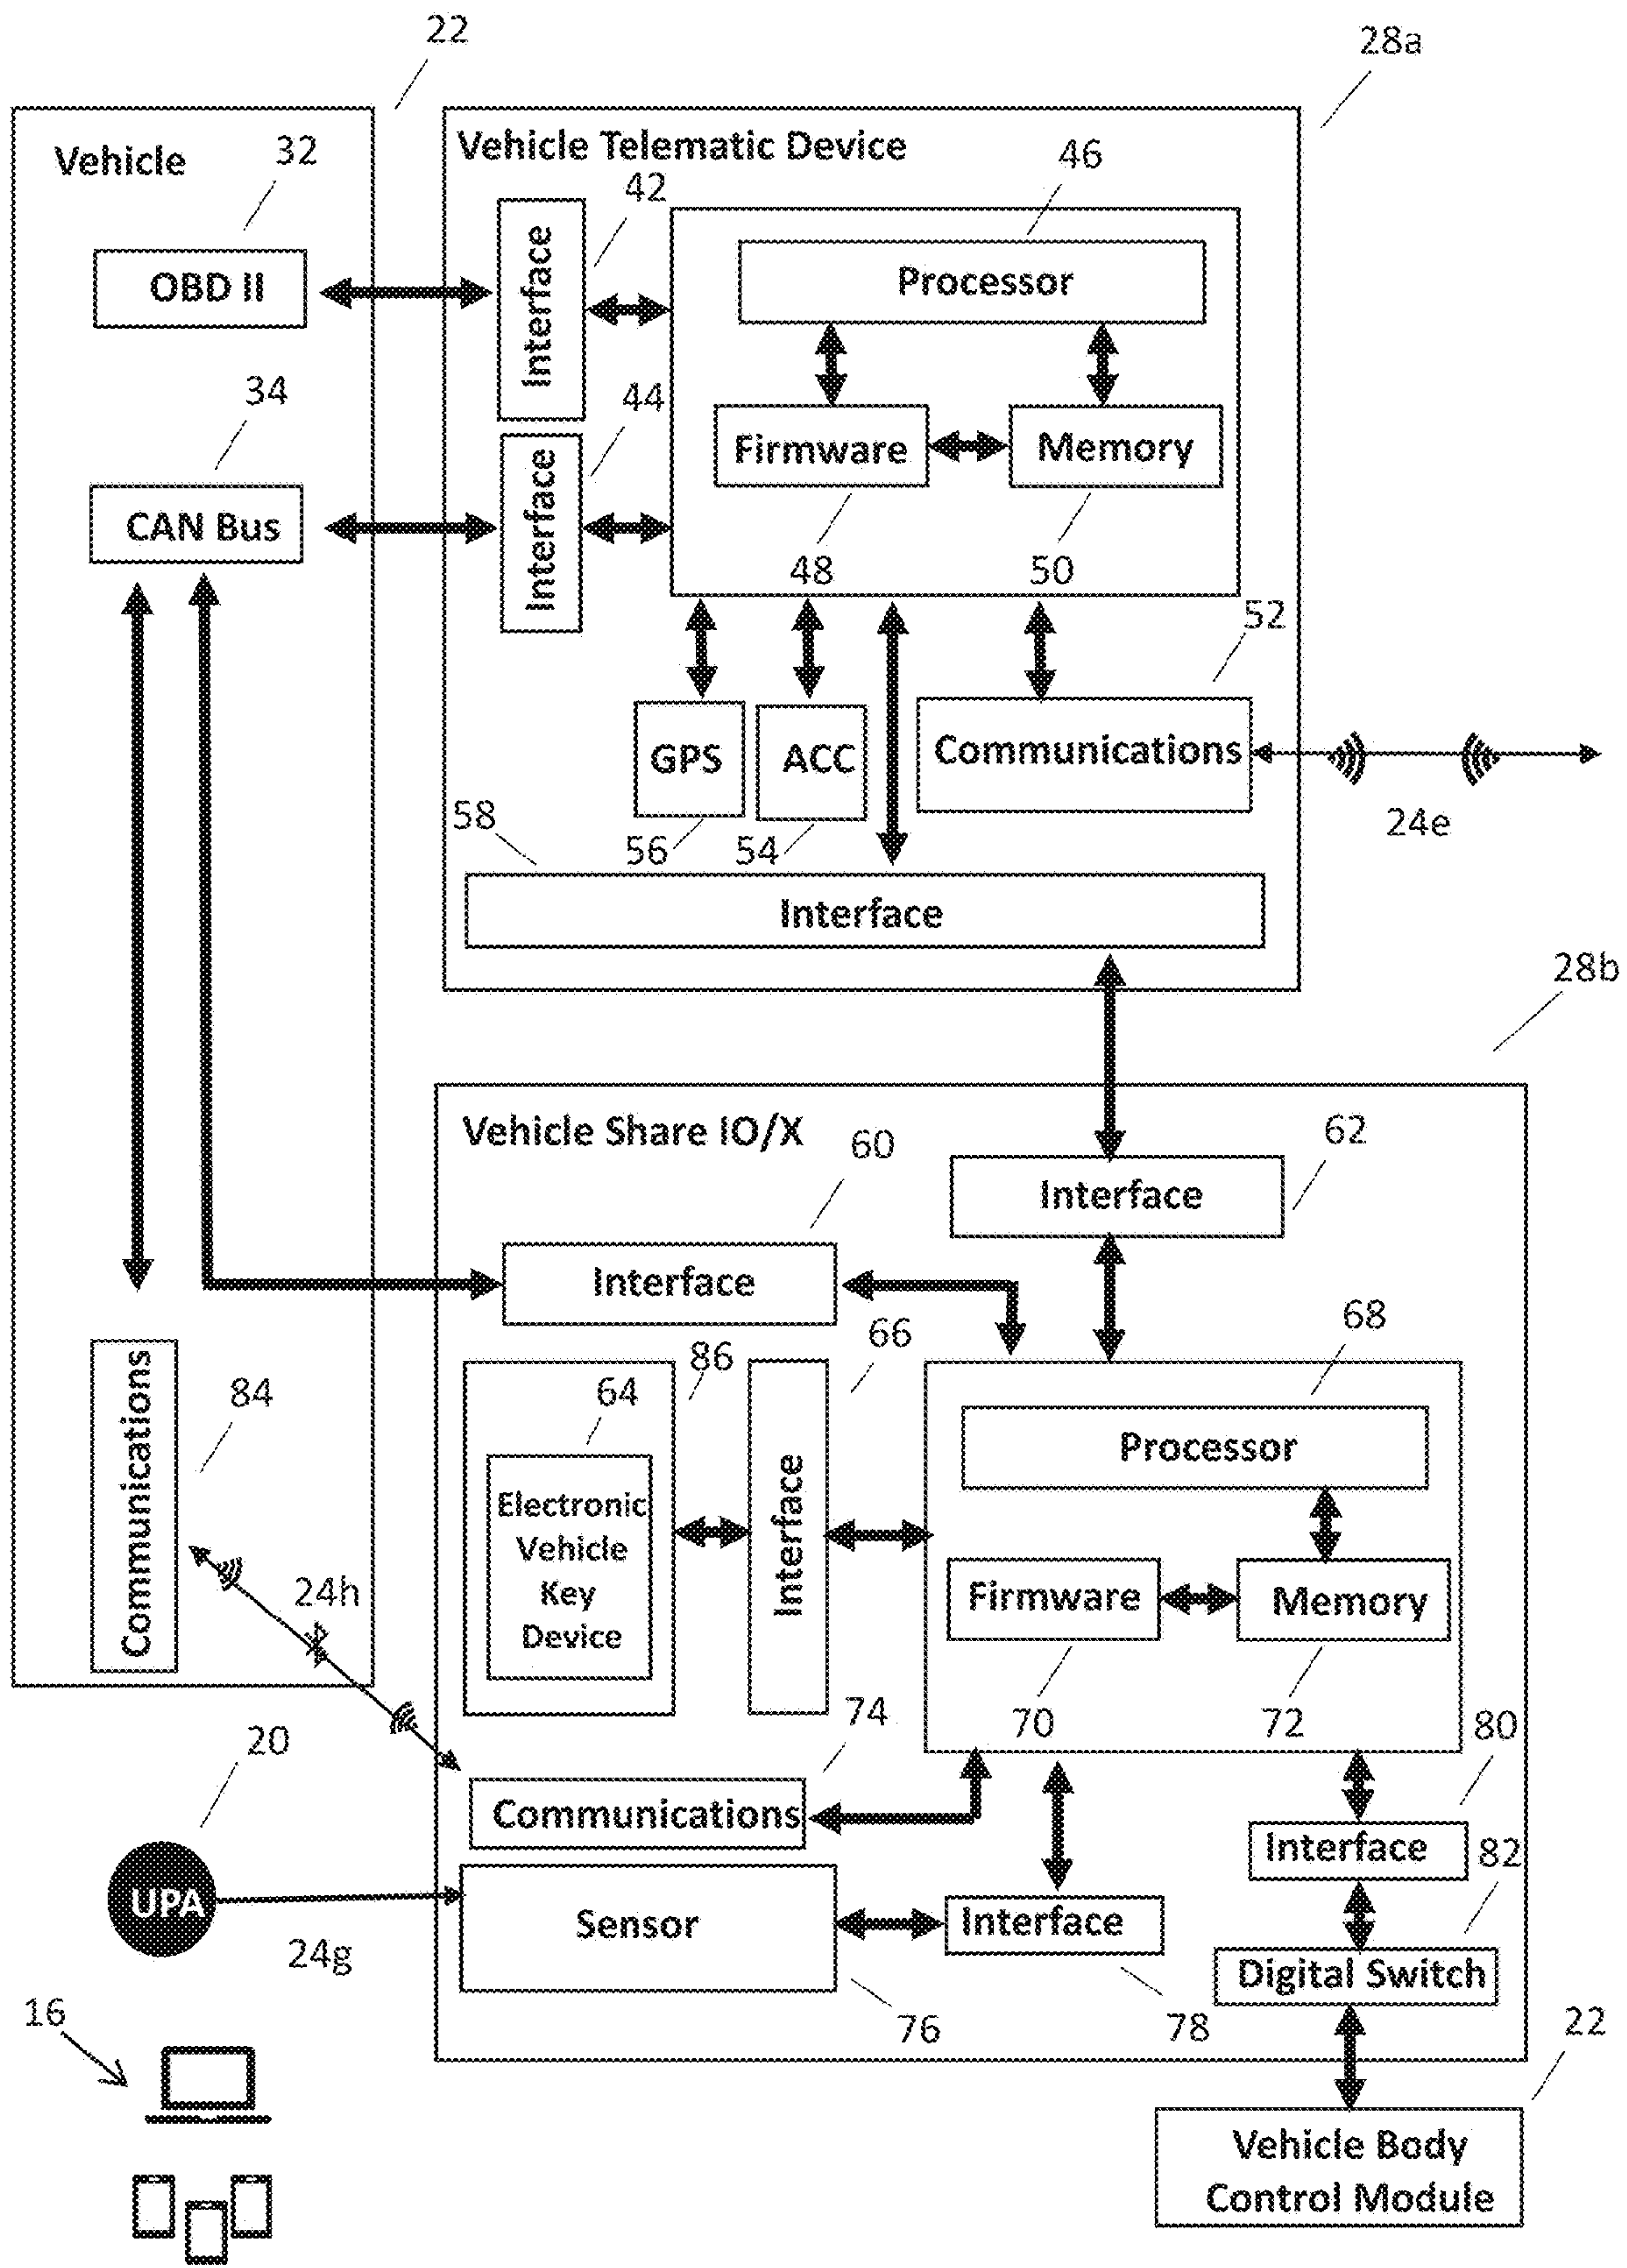 22
28a
Vehicle
32
OBD II
34
CAN Bus
Vehicle Telematic Device
42
Interface
44
Interface
46
Processor
Firmware
Memory
48
50
52
GPS
ACC
Communications
24e
58
56
54
Interface
28b
Vehicle Share IO/X
60
62
Interface
Interface
66
68
86
64
Electronic
Vehicle
Key
Device
Interface
Processor
Firmware
Memory
70
72
84
Communications
24h
74
80
Communications
Interface
82
20
UPA
24g
Sensor
Interface
Digital Switch
76
78
16
22
Vehicle Body
Control Module